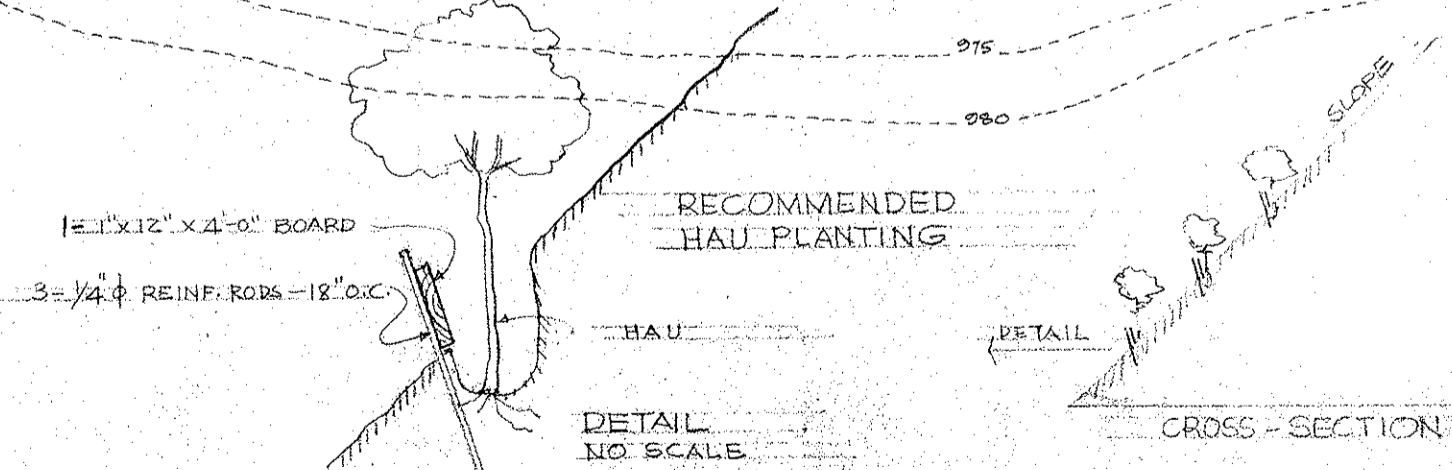 975
980
SLOPE
RECOMMENDED
HAU PLANTING
1=1"x12"x4'-0" BOARD
3=1/4"ϕ REINF. RODS-18"O.C.
HAU
DETAIL
DETAIL
NO SCALE
CROSS-SECTION